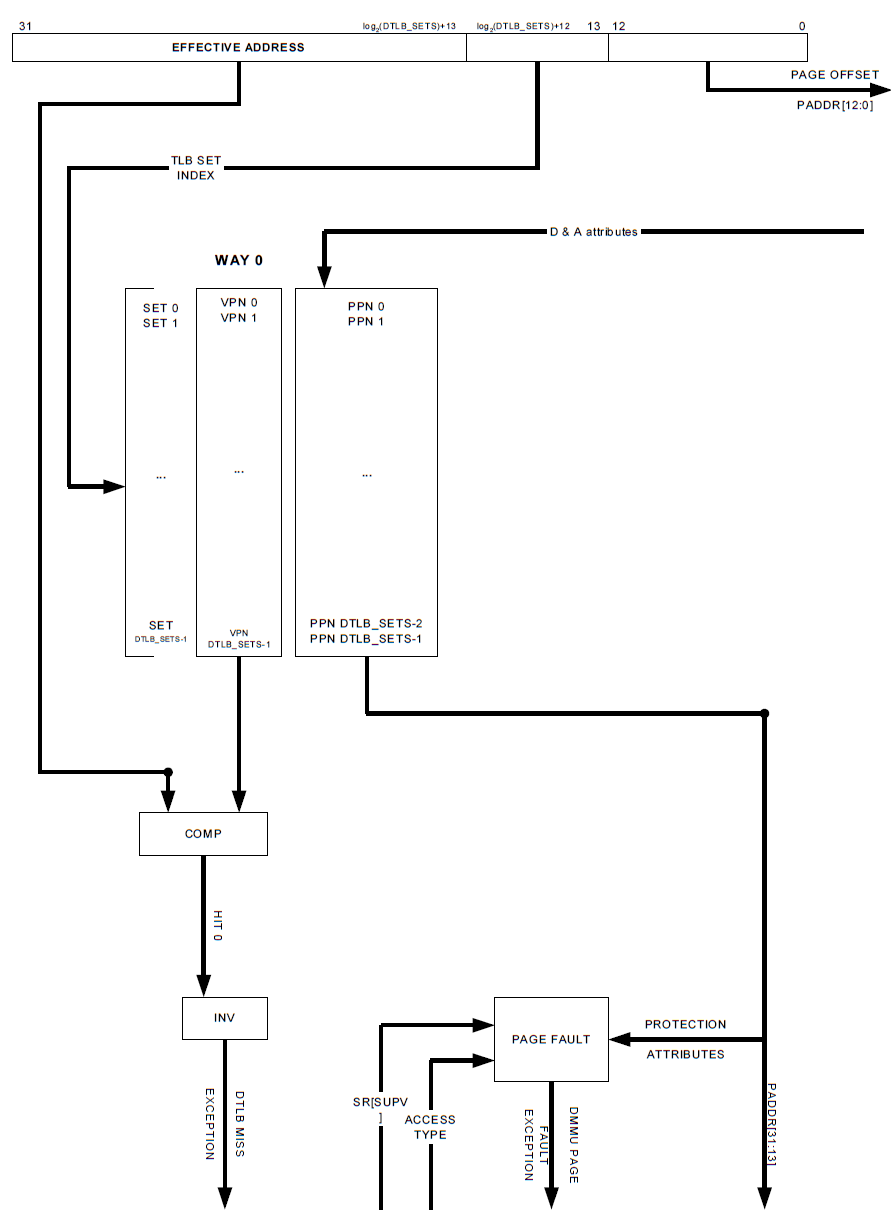 31
log2(DTLB_SETS)+13
log2(DTLB_SETS)+12
13
12
0
EFFECTIVE ADDRESS
PAGE OFFSET
PADDR[12:0]
TLB SET
INDEX
D & A attributes
WAY 0
SET 0
SET 1
VPN 0
VPN 1
PPN 0
PPN 1
...
...
...
SET
DTLB_SETS-1
VPN
DTLB_SETS-1
PPN DTLB_SETS-2
PPN DTLB_SETS-1
COMP
HIT 0
INV
PAGE FAULT
PROTECTION
ATTRIBUTES
DTLB MISS
EXCEPTION
SR[SUPV
]
ACCESS
TYPE
DMMU PAGE
FAULT
EXCEPTION
PADDR[31:13]